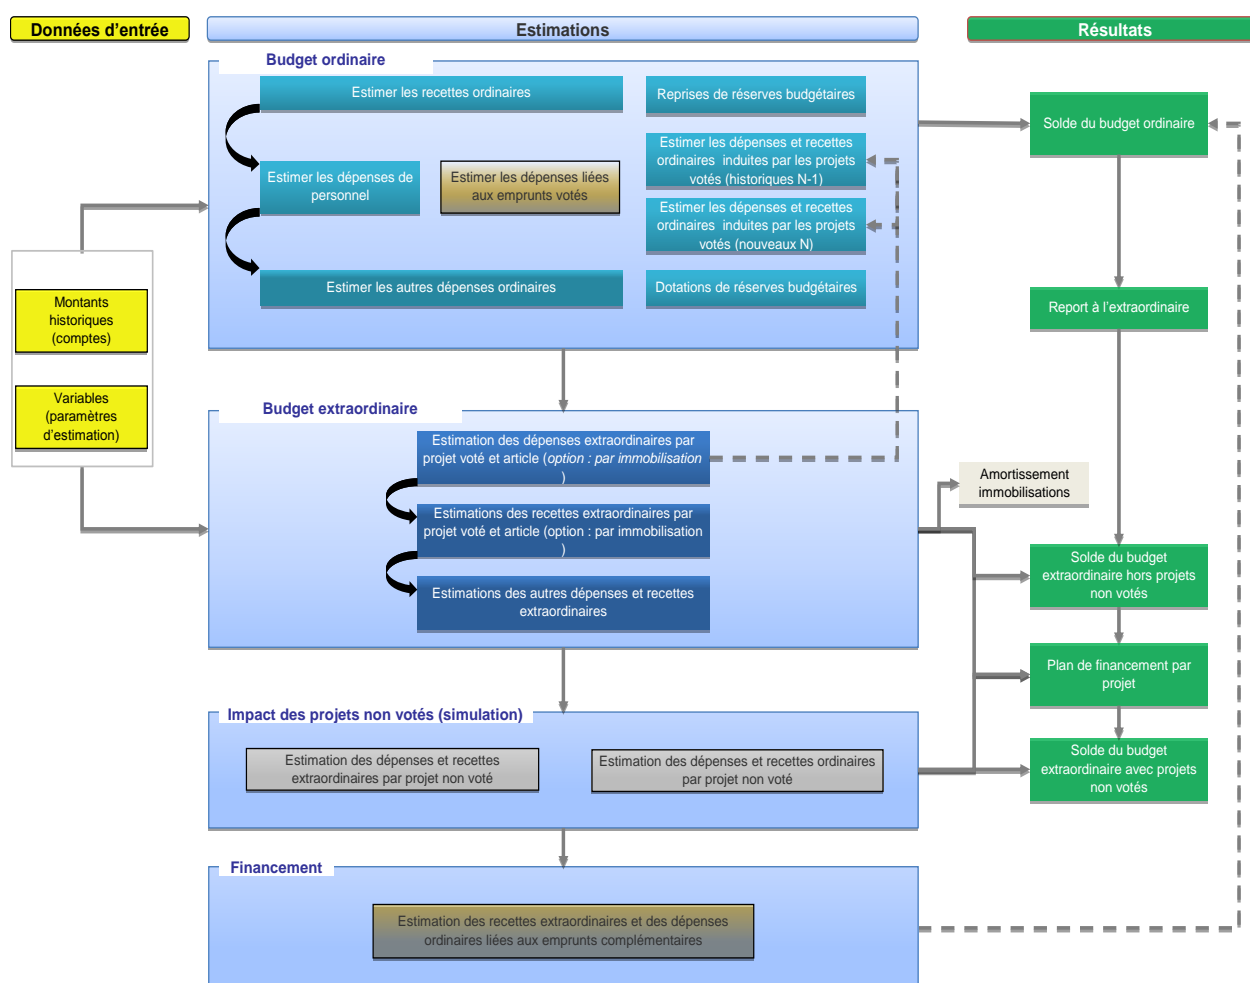 Données d'entrée
Estimations
Résultats
Budget ordinaire
Estimer les recettes ordinaires
Reprises de réserves budgétaires
Estimer les dépenses et recettes
ordinaires induites par les projets
votés (historiques N-1)
Estimer les dépenses de
personnel
Estimer les dépenses liées
aux emprunts votés
Estimer les dépenses et recettes
ordinaires induites par les projets
votés (nouveaux N)
Estimer les autres dépenses ordinaires
Dotations de réserves budgétaires
Solde du budget ordinaire
Report à l'extraordinaire
Montants
historiques
(comptes)
Variables
(paramètres
d'estimation)
Budget extraordinaire
Estimation des dépenses extraordinaires par
projet voté et article (option : par immobilisation
)
Estimations des recettes extraordinaires par
projet voté et article (option : par immobilisation
)
Estimations des autres dépenses et recettes
extraordinaires
Amortissement
immobilisations
Solde du budget
extraordinaire hors projets
non votés
Plan de financement par
projet
Solde du budget
extraordinaire avec projets
non votés
Impact des projets non votés (simulation)
Estimation des dépenses et recettes
extraordinaires par projet non voté
Estimation des dépenses et recettes ordinaires
par projet non voté
Financement
Estimation des recettes extraordinaires et des dépenses
ordinaires liées aux emprunts complémentaires